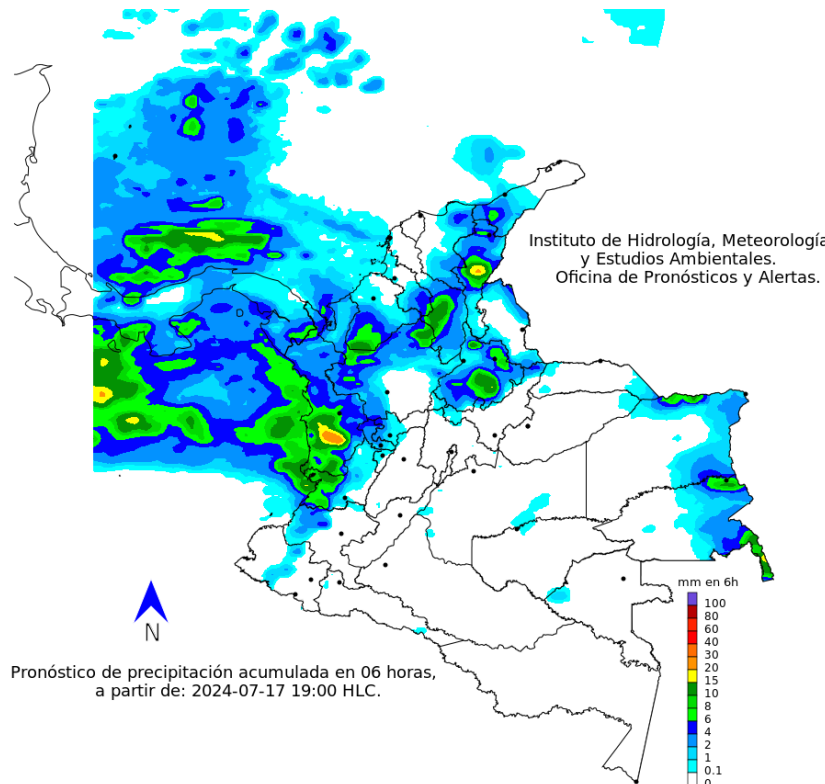 Instituto de Hidrología, Meteorología
y Estudios Ambientales.
Oficina de Pronósticos y Alertas.
mm en 6h
100
80
60
40
30
20
15
10
8
6
4
2
1
0.1
0
N
Pronóstico de precipitación acumulada en 06 horas,
a partir de: 2024-07-17 19:00 HLC.